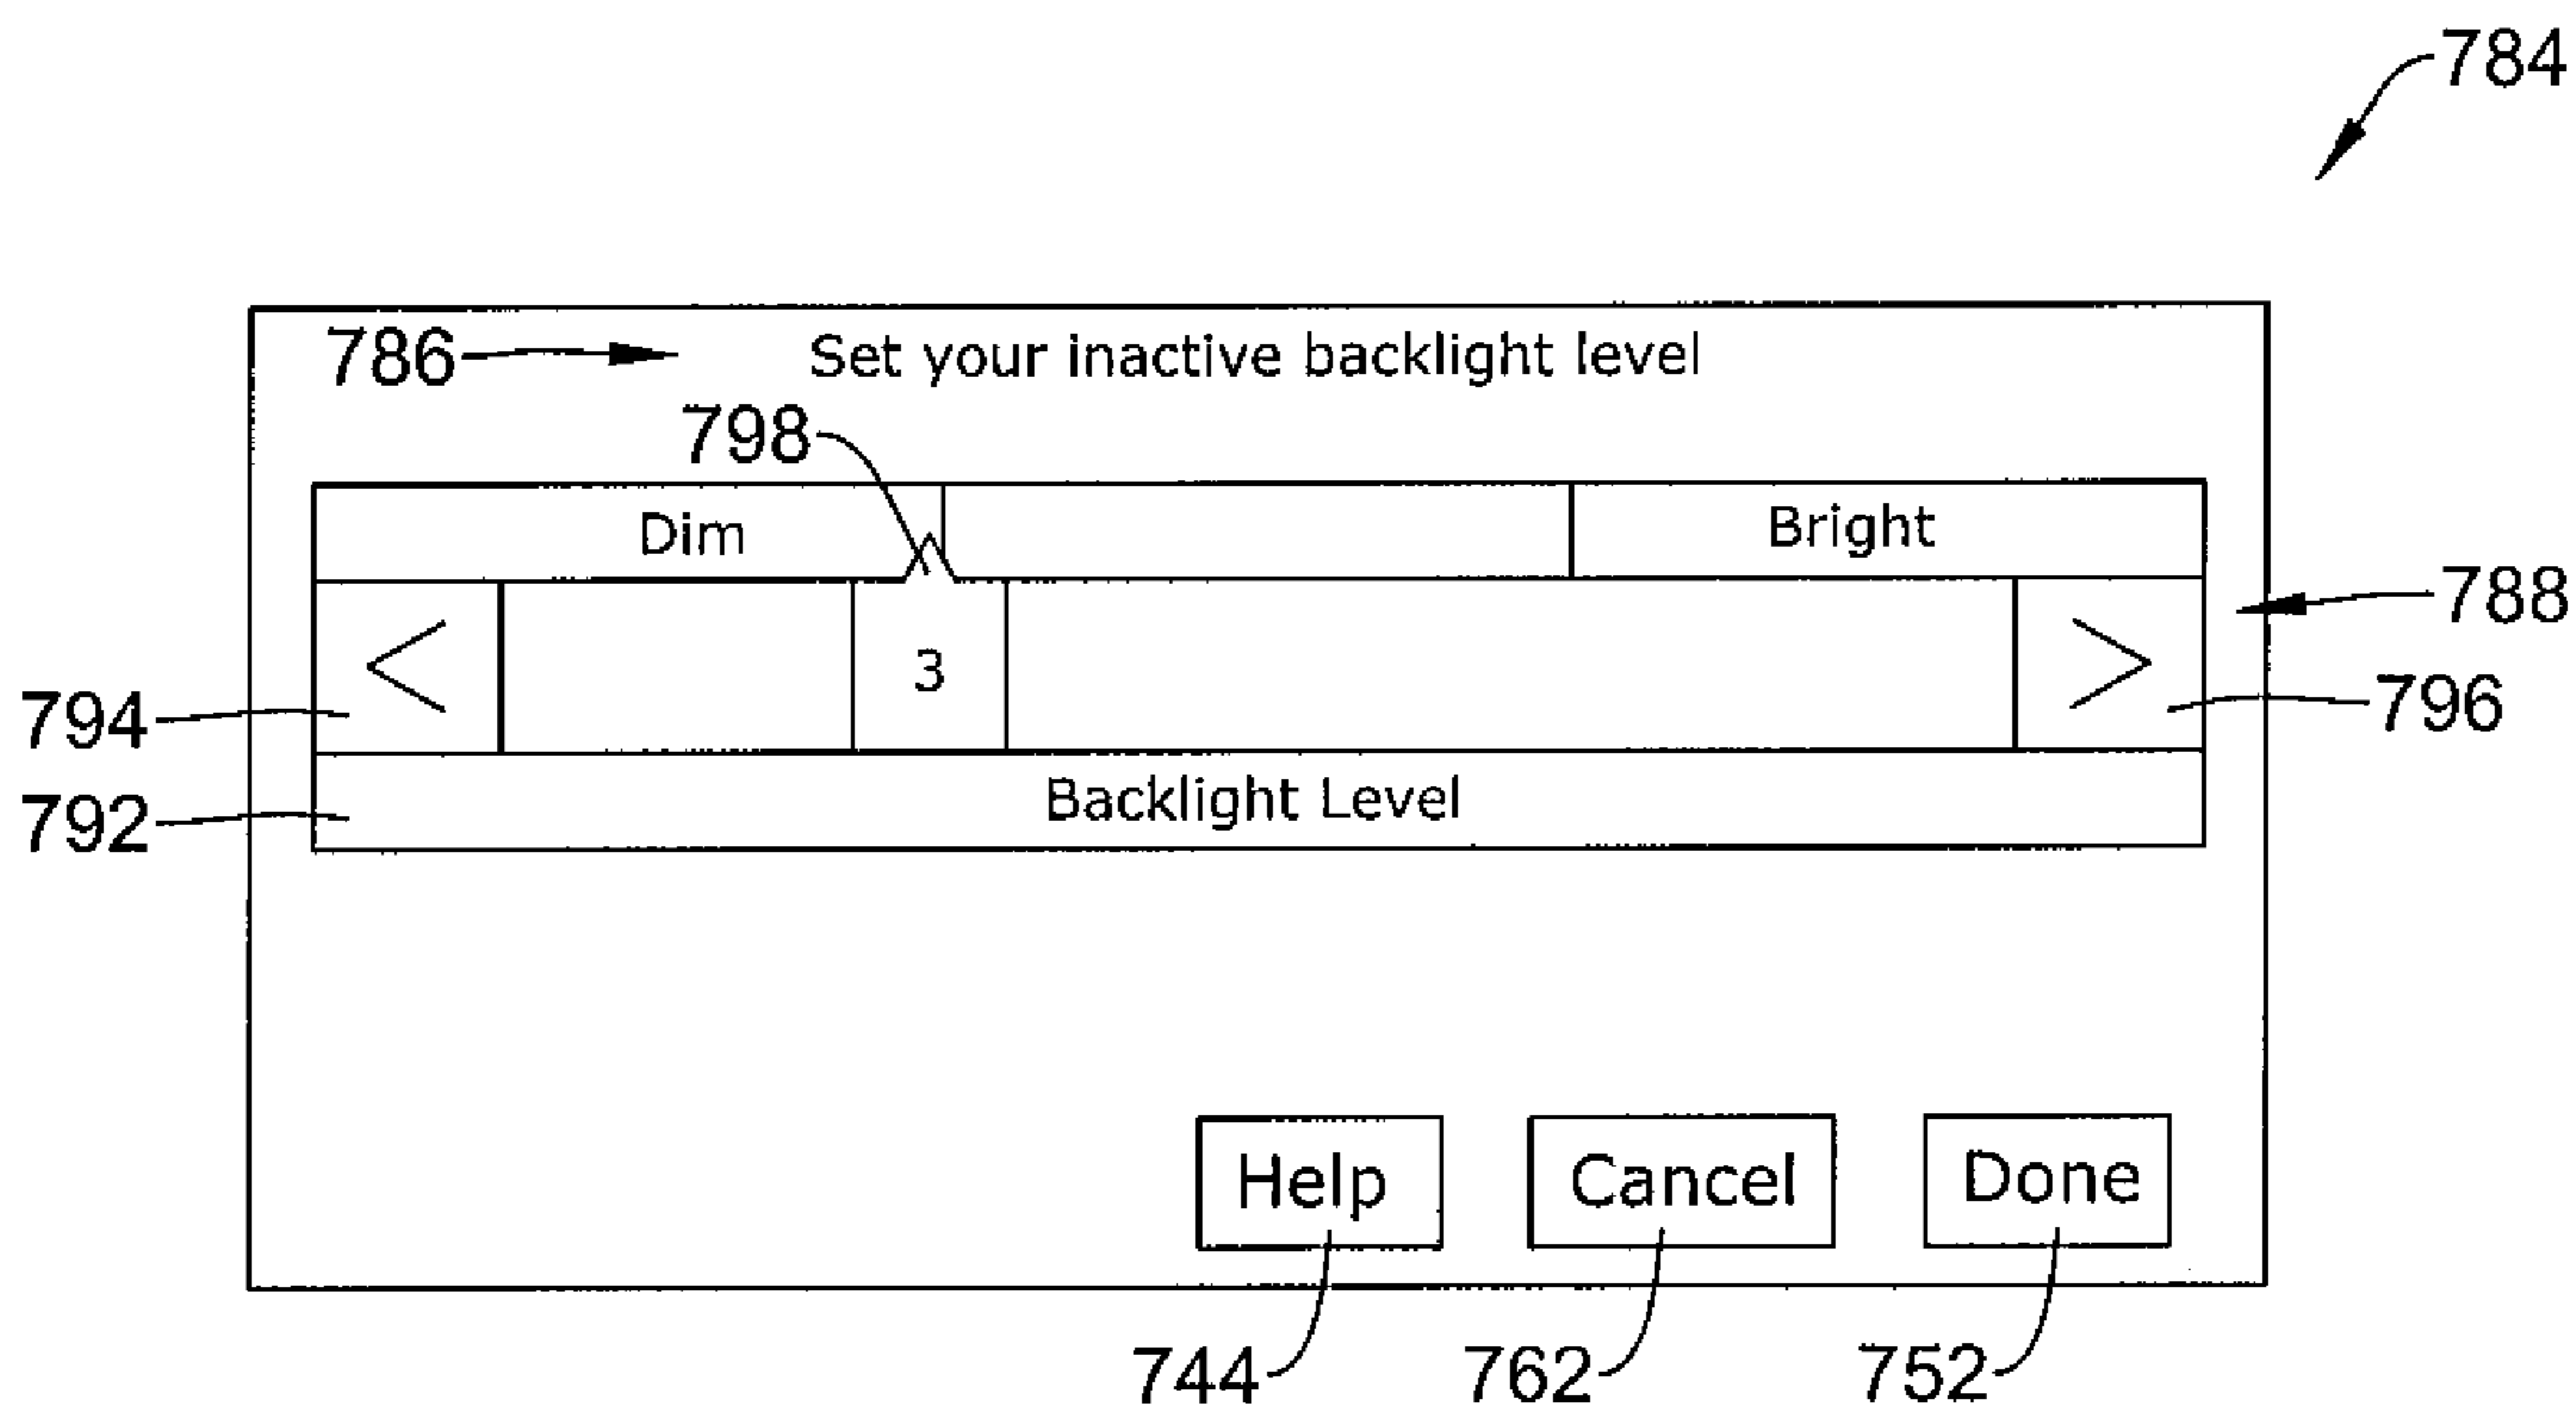 784
786 Set your inactive backlight level
798
Dim Bright
788
< 3 >
794 796
Backlight Level
792
Help Cancel Done
744 762 752